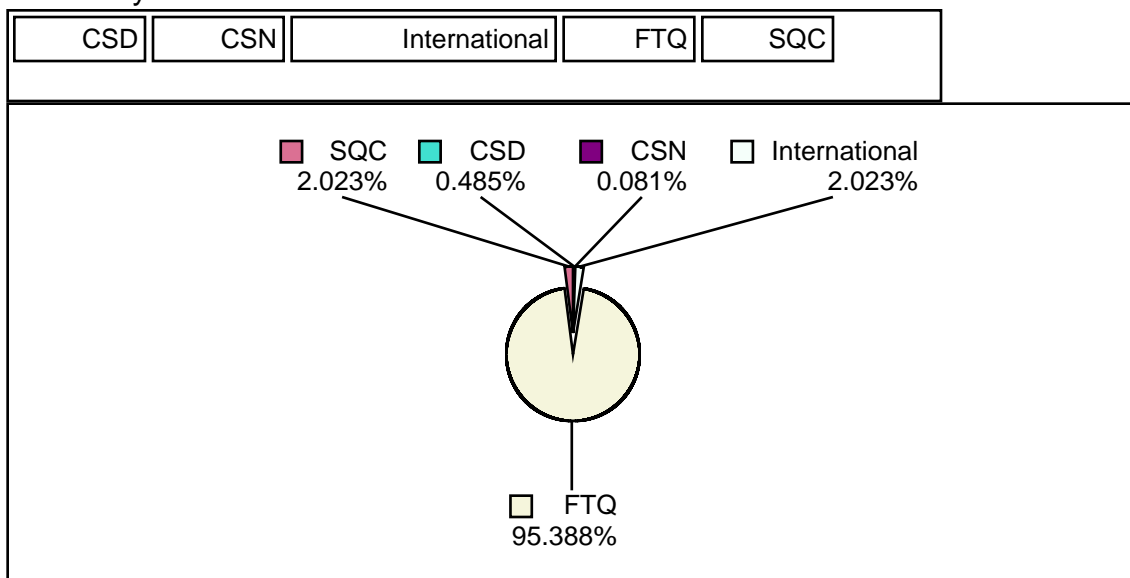 CSD CSN International FTQ SQC
SQC CSD CSN International
2.023% 0.485% 0.081% 2.023%
FTQ
95.388%